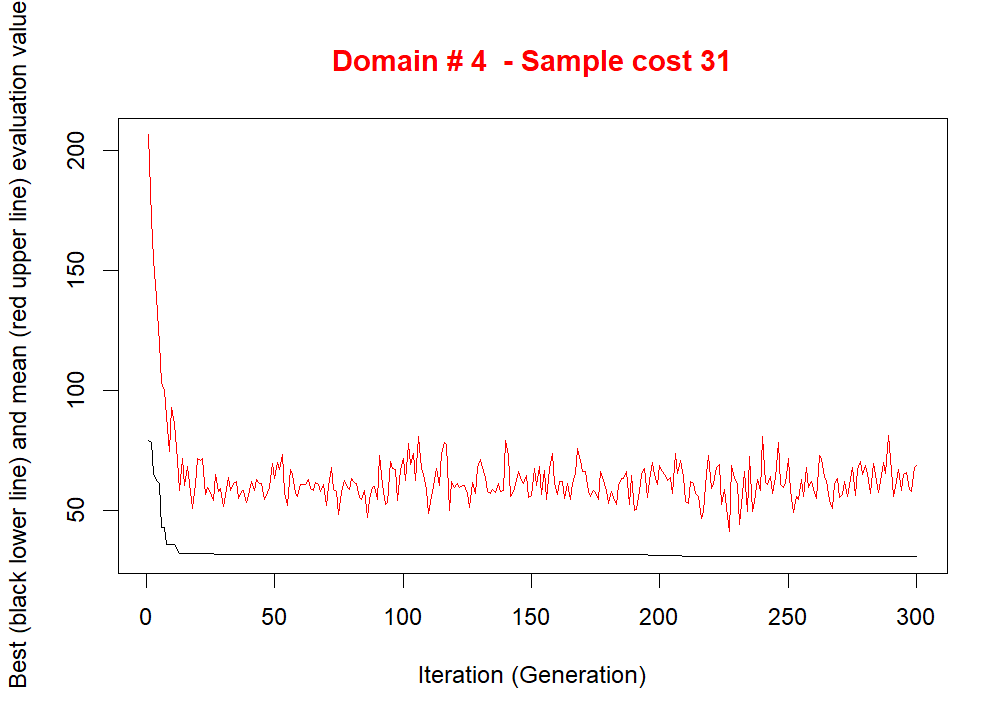 Domain # 4  - Sample cost 31
Best (black lower line) and mean (red upper line) evaluation value
200
150
100
50
0 50 100 150 200 250 300
Iteration (Generation)